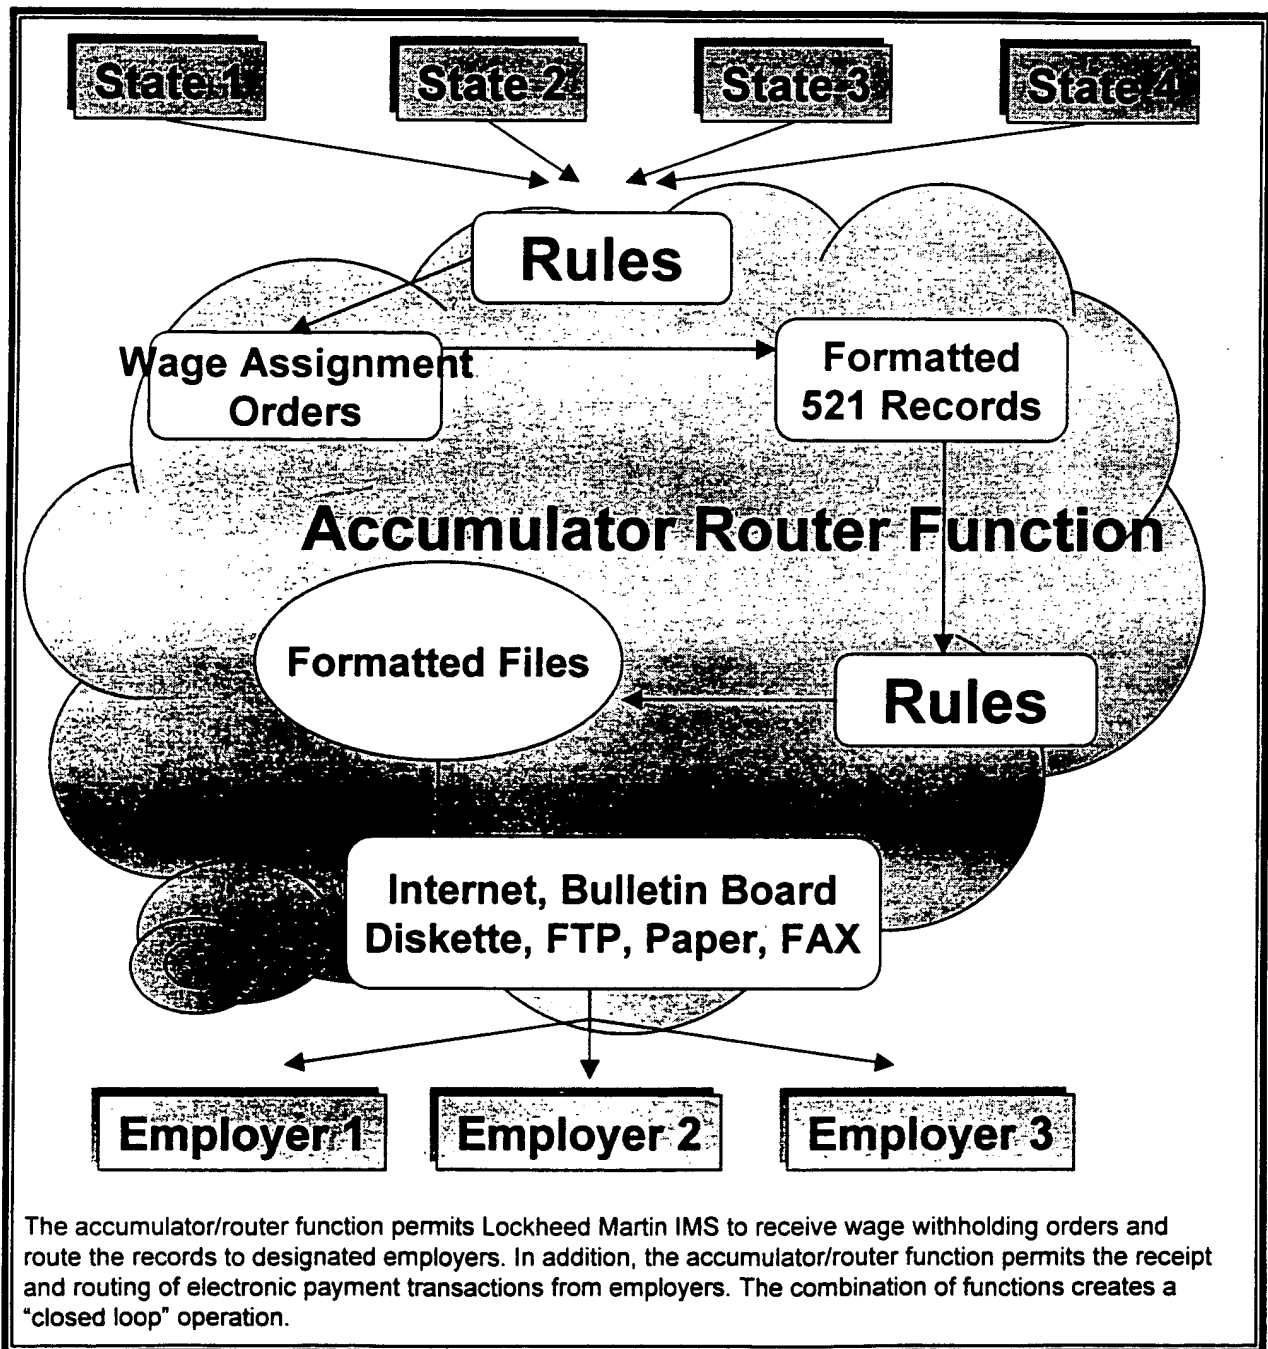 State 1
State 2
State 3
State 4
Rules
Wage Assignment
Orders
Formatted
521 Records
Accumulator Router Function
Formatted Files
Rules
Internet, Bulletin Board
Diskette, FTP, Paper, FAX
Employer 1
Employer 2
Employer 3
The accumulator/router function permits Lockheed Martin IMS to receive wage withholding orders and
route the records to designated employers. In addition, the accumulator/router function permits the receipt
and routing of electronic payment transactions from employers. The combination of functions creates a
"closed loop" operation.